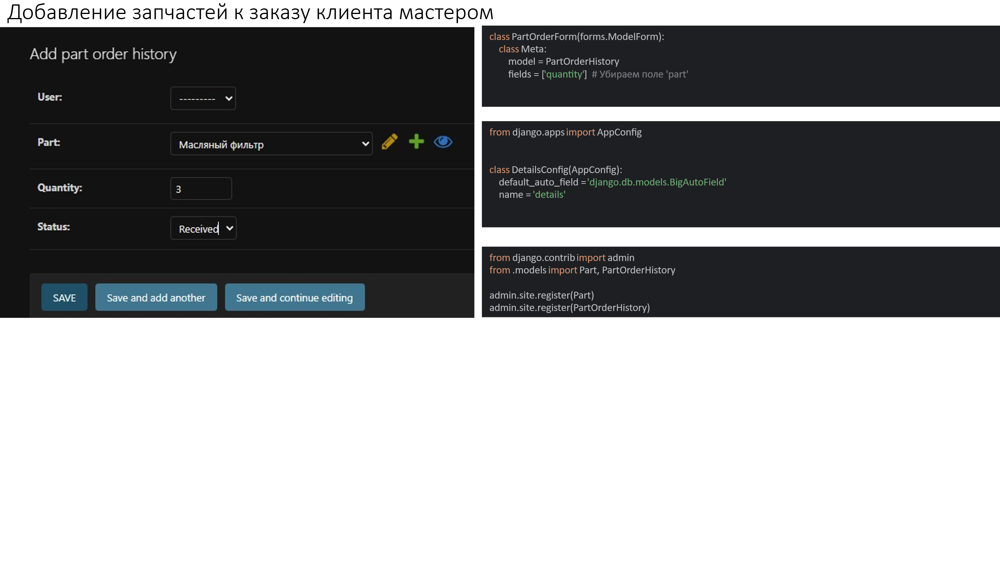 Добавление запчастей к заказу клиента мастером
Add part order history
User:
---------
Part:
Масляный фильтр
Quantity:
3
Status:
Received
SAVE
Save and add another
Save and continue editing
class PartOrderForm(forms.ModelForm):
    class Meta:
        model = PartOrderHistory
        fields = ['quantity']  # Убираем поле 'part'
from django.apps import AppConfig
class DetailsConfig(AppConfig):
    default_auto_field = 'django.db.models.BigAutoField'
    name = 'details'
from django.contrib import admin
from .models import Part, PartOrderHistory
admin.site.register(Part)
admin.site.register(PartOrderHistory)